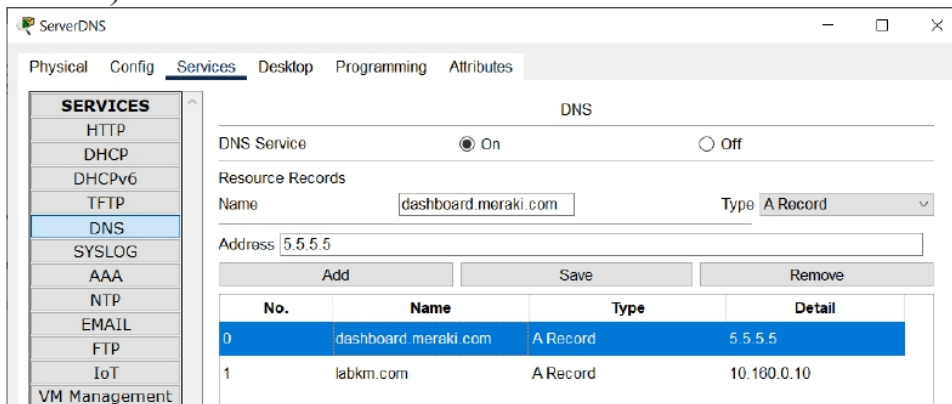 ServerDNS
Physical Config Services Desktop Programming Attributes
SERVICES
HTTP
DHCP
DHCPv6
TFTP
DNS
SYSLOG
AAA
NTP
EMAIL
FTP
IoT
VM Management
DNS
DNS Service On Off
Resource Records
Name dashboard.meraki.com Type A Record
Address 5.5.5.5
Add Save Remove
No. Name Type Detail
0 dashboard.meraki.com A Record 5.5.5.5
1 labkm.com A Record 10.160.0.10